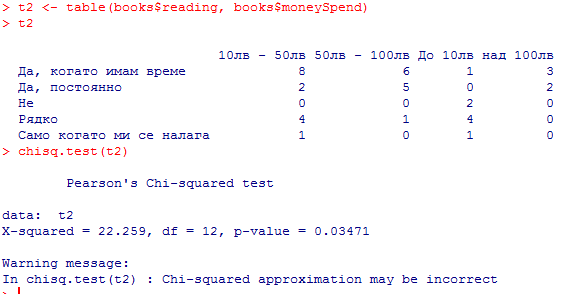 > t2 <- table(books$reading, books$moneySpend)
> t2
10лв - 50лв 50лв - 100лв До 10лв над 100лв
Да, когато имам време 8 6 1 3
Да, постоянно 2 5 0 2
Не 0 0 2 0
Рядко 4 1 4 0
Само когато ми се налага 1 0 1 0
> chisq.test(t2)
Pearson's Chi-squared test
data: t2
X-squared = 22.259, df = 12, p-value = 0.03471
Warning message:
In chisq.test(t2) : Chi-squared approximation may be incorrect
>